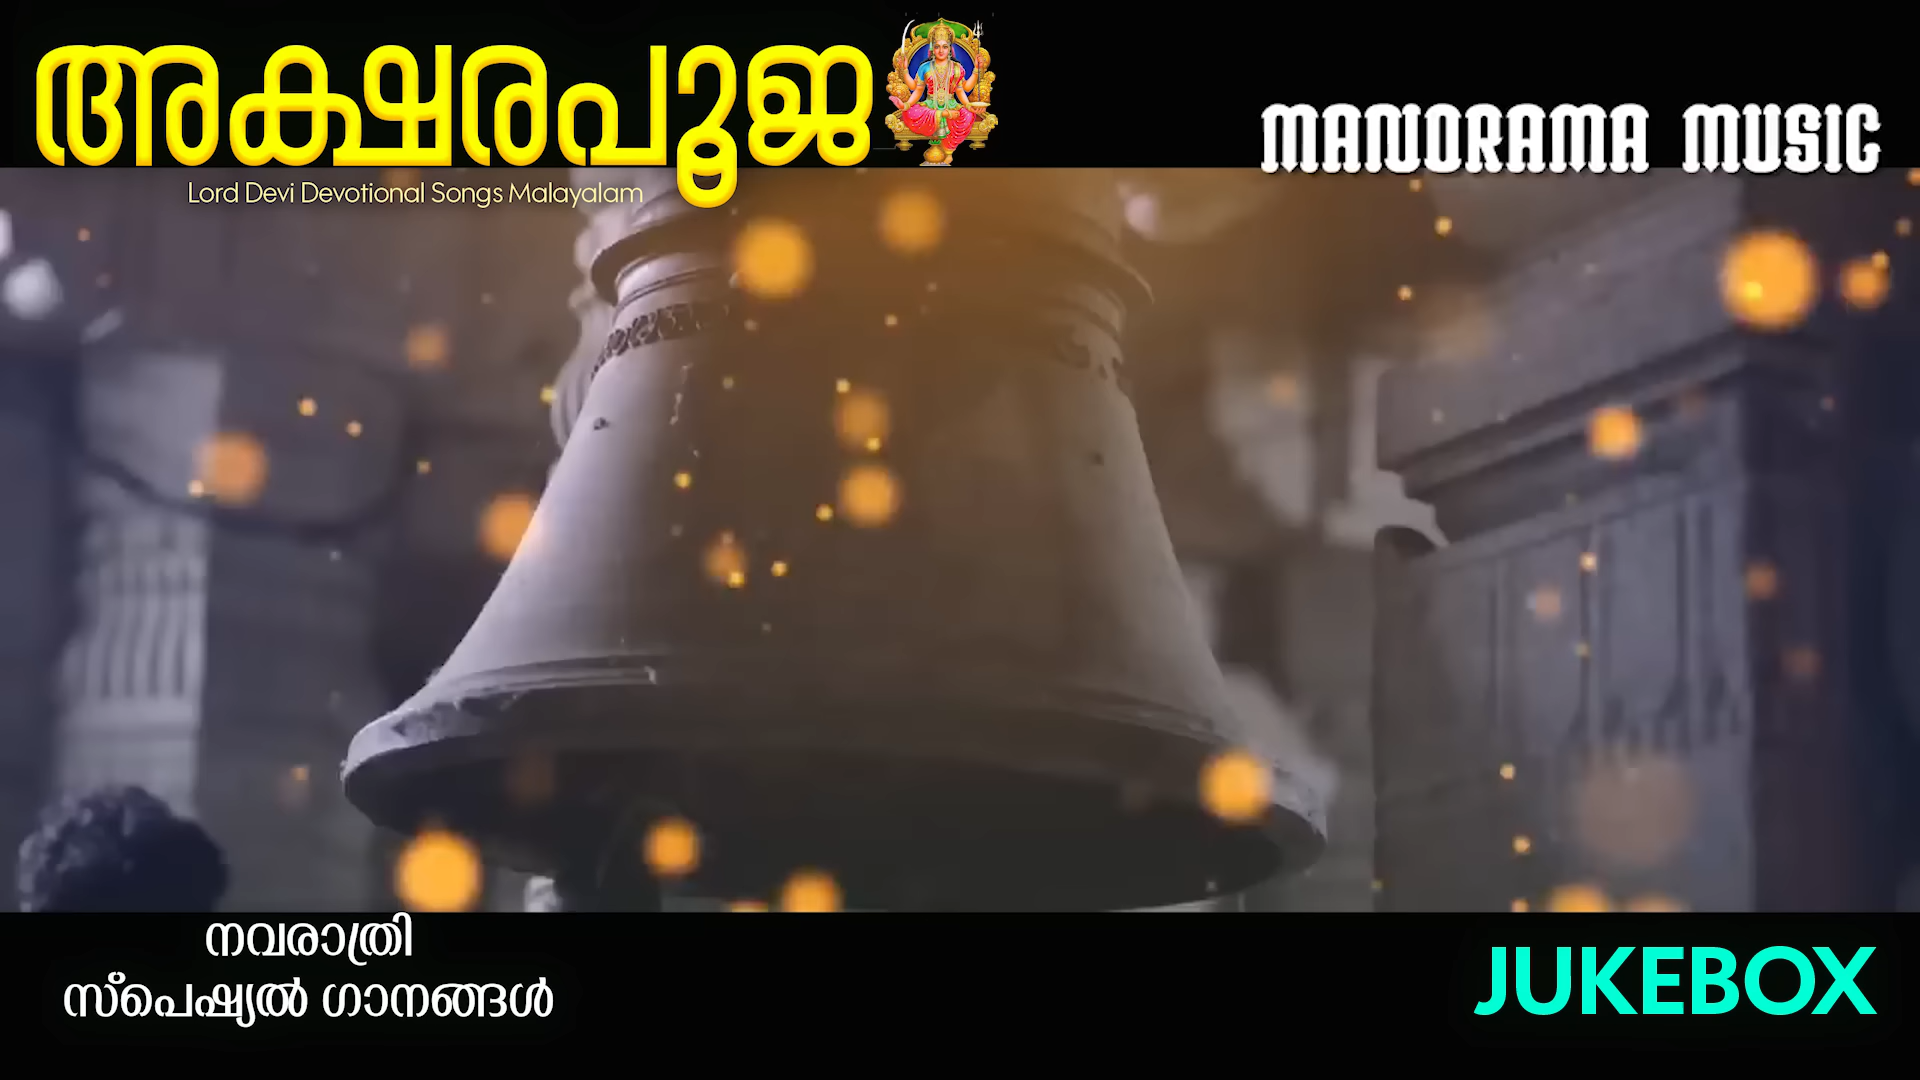 അക്ഷരപൂജ
Lord Devi Devotional Songs Malayalam
MANORAMA MUSIC
നവരാത്രി
സ്പെഷ്യൽ ഗാനങ്ങൾ
JUKEBOX